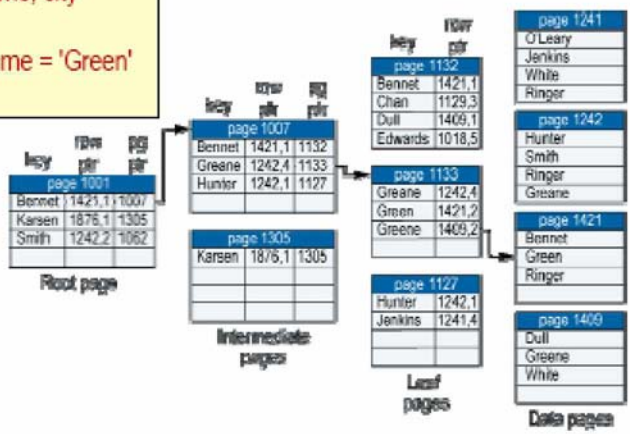 city
me = 'Green'
key row ptr pg ptr
page 1001
Bennet 1421,1 1007
Karsen 1876,1 1305
Smith 1242,2 1062
Root page
key row ptr pg ptr
page 1007
Bennet 1421,1 1132
Greane 1242,4 1133
Hunter 1242,1 1127
page 1305
Karsen 1876,1 1305
Intermediate pages
key row ptr
page 1132
Bennet 1421,1
Chan 1129,3
Dull 1409,1
Edwards 1018,5
page 1133
Greane 1242,4
Green 1421,2
Greene 1409,2
page 1127
Hunter 1242,1
Jenkins 1241,4
Leaf pages
page 1241
O'Leary
Jenkins
White
Ringer
page 1242
Hunter
Smith
Ringer
Greane
page 1421
Bennet
Green
Ringer
page 1409
Dull
Greene
White
Data pages